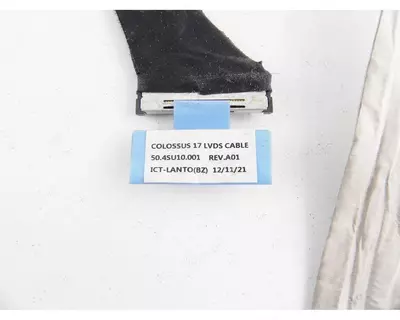 COLOSSUS 17 LVDS CABLE
50.4SU10.001 REV.A01
ICT-LANTO(BZ) 12/11/21